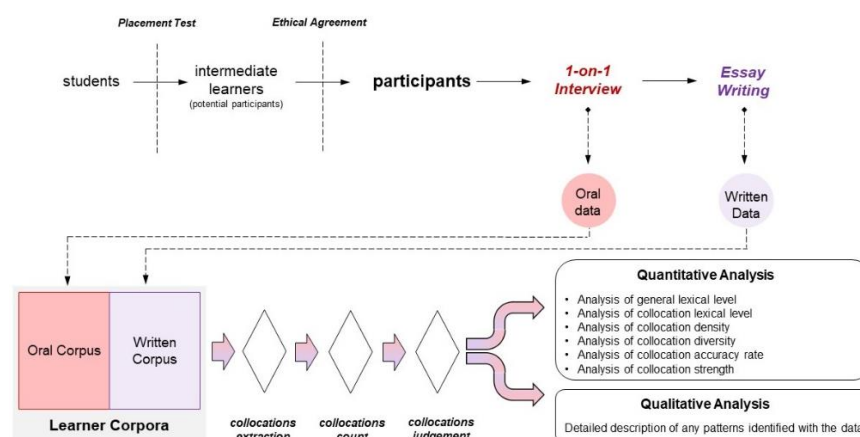 Placement Test
Ethical Agreement
students
intermediate
learners
(potential participants)
participants
1-on-1
Interview
Essay
Writing
Oral
data
Written
Data
Oral Corpus
Written
Corpus
Learner Corpora
collocations
extraction
collocations
count
collocations
judgement
Quantitative Analysis
• Analysis of general lexical level
• Analysis of collocation lexical level
• Analysis of collocation density
• Analysis of collocation diversity
• Analysis of collocation accuracy rate
• Analysis of collocation strength
Qualitative Analysis
Detailed description of any patterns identified with the data